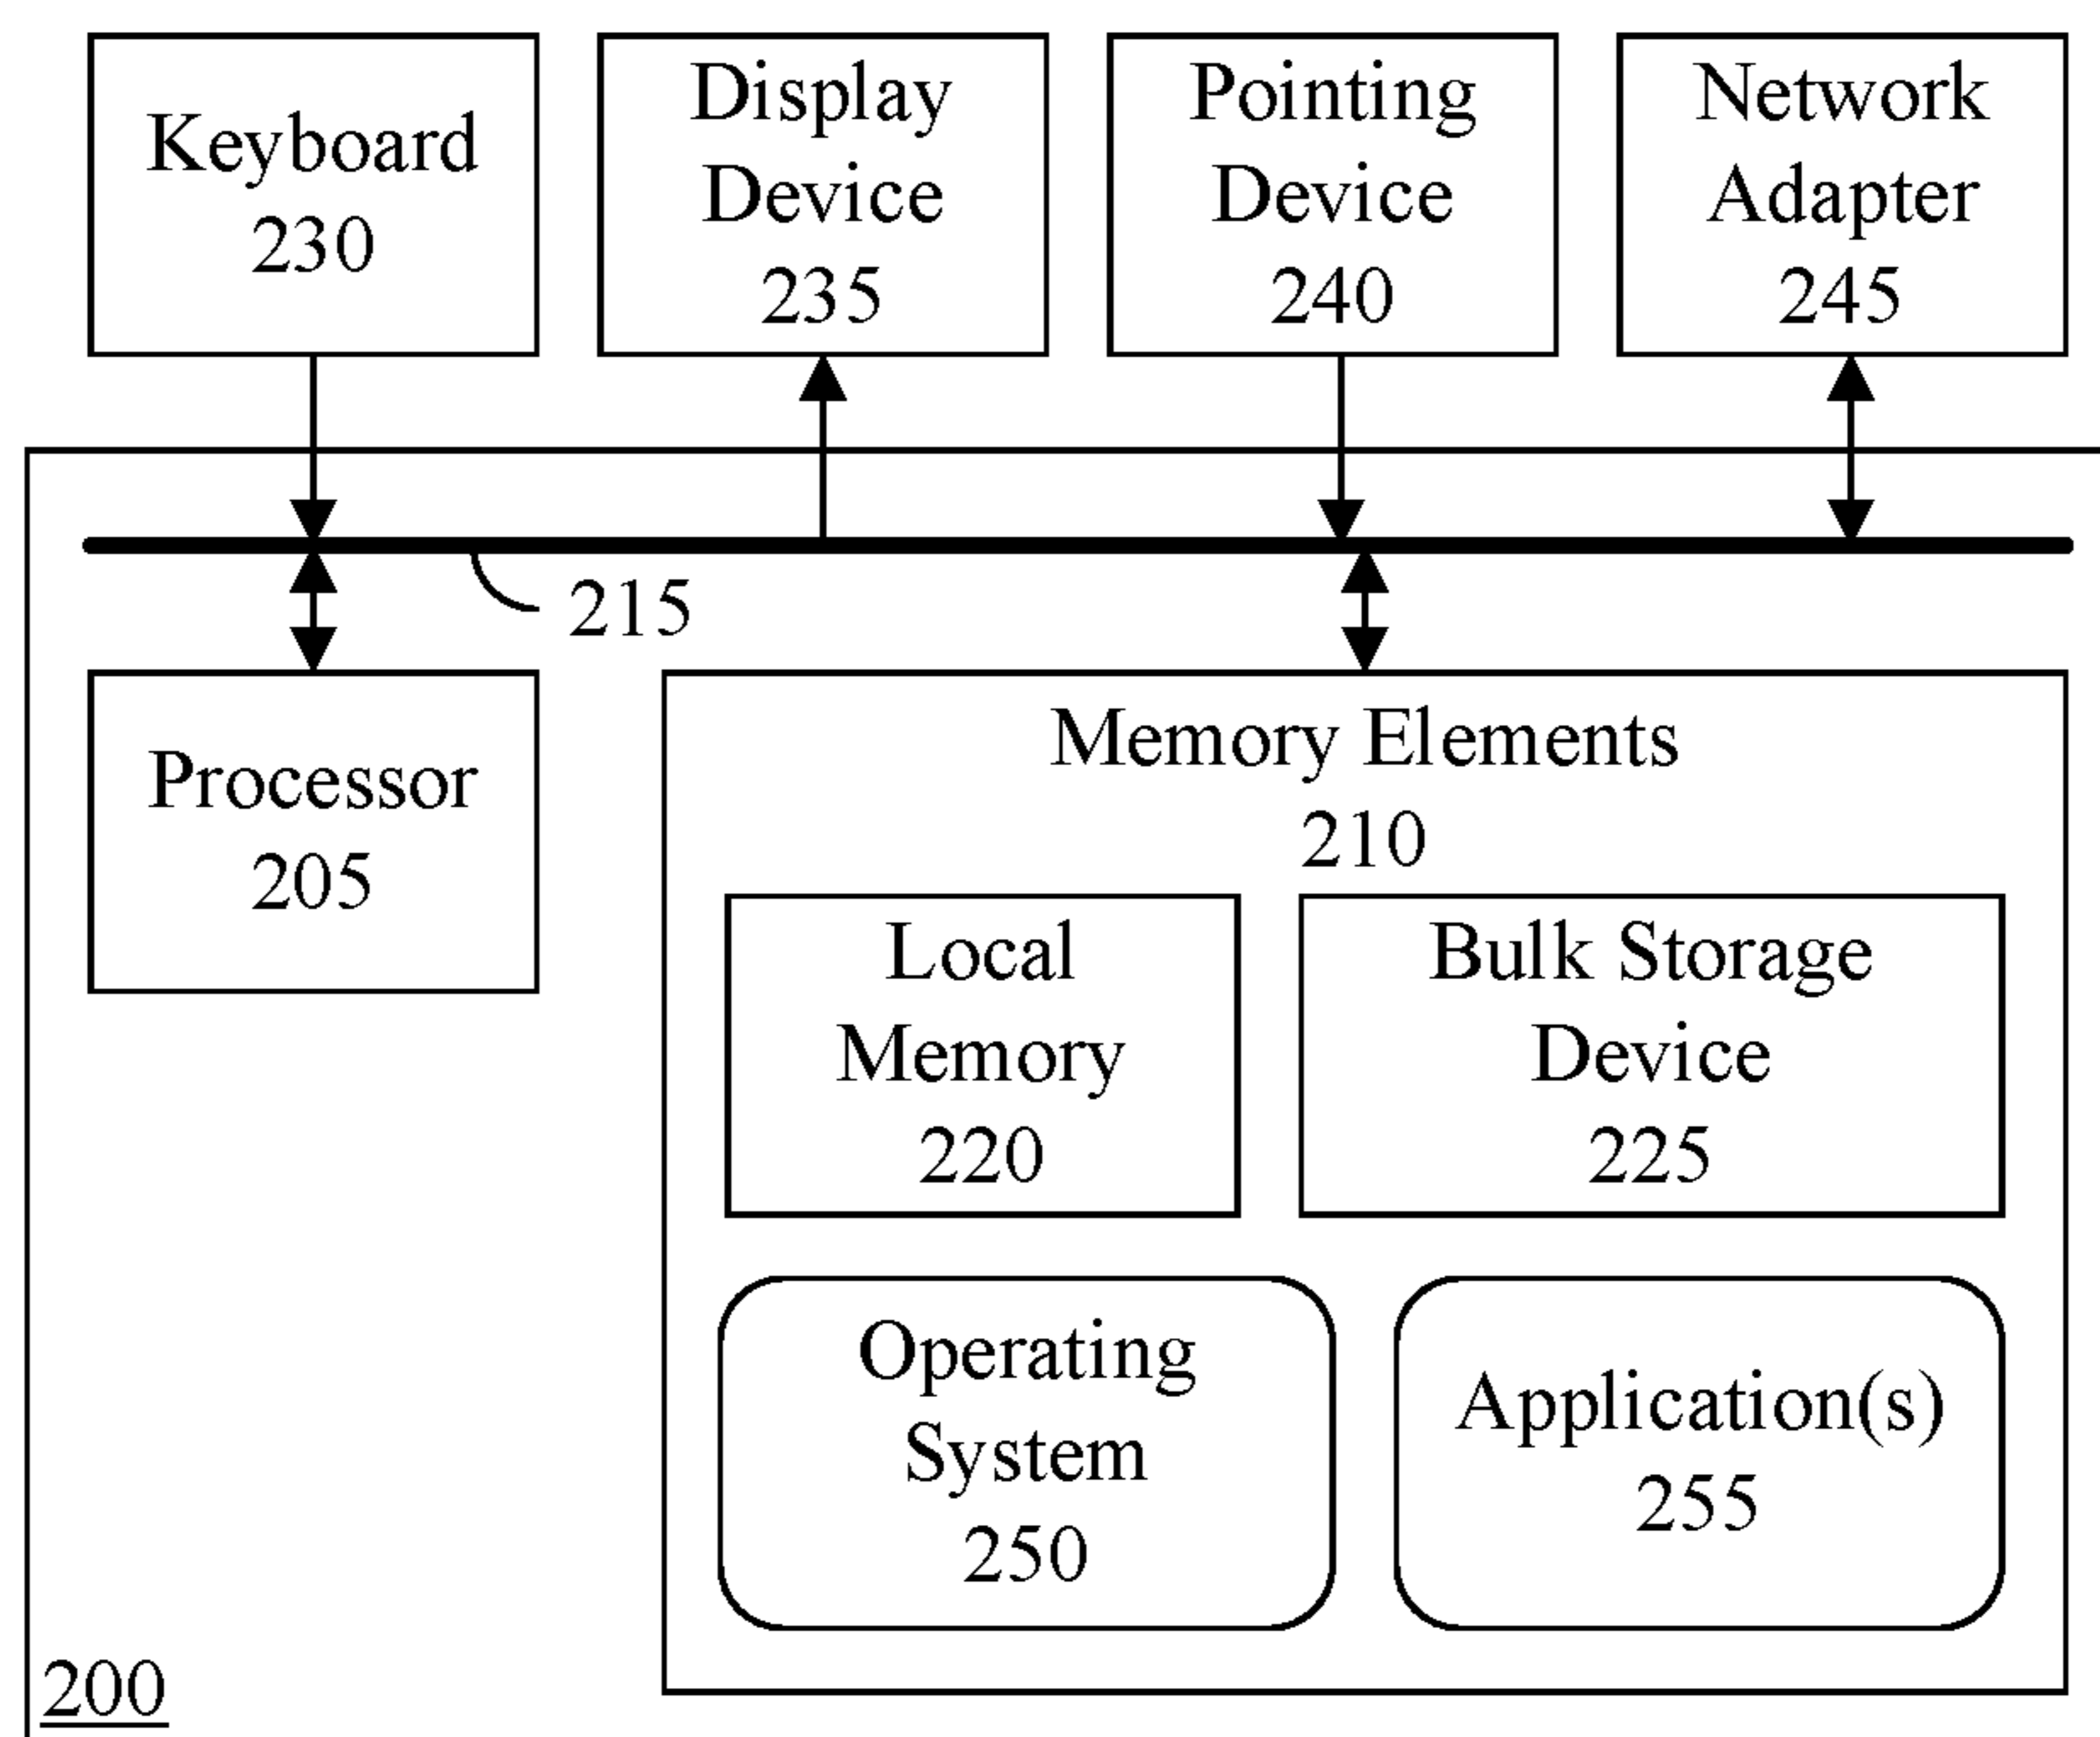 Keyboard
230
Display
Device
235
Pointing
Device
240
Network
Adapter
245
215
Processor
205
Memory Elements
210
Local
Memory
220
Bulk Storage
Device
225
Operating
System
250
Application(s)
255
200